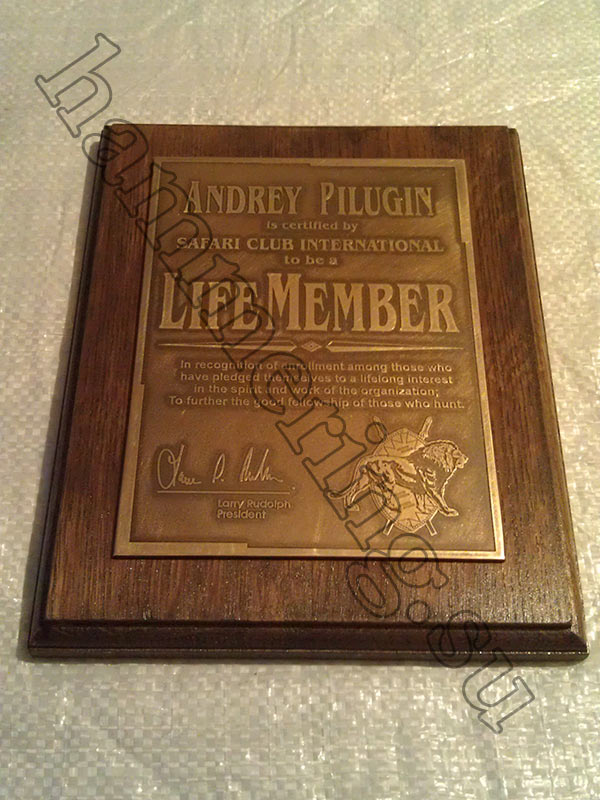 ANDREY PILUGIN
is certified by
SAFARI CLUB INTERNATIONAL
to be a
LIFE MEMBER
In recognition of enrollment among those who
have pledged themselves to a lifelong interest
in the spirit and work of the organization;
To further the good fellowship of those who hunt.
Larry Rudolph
President
hammering.su